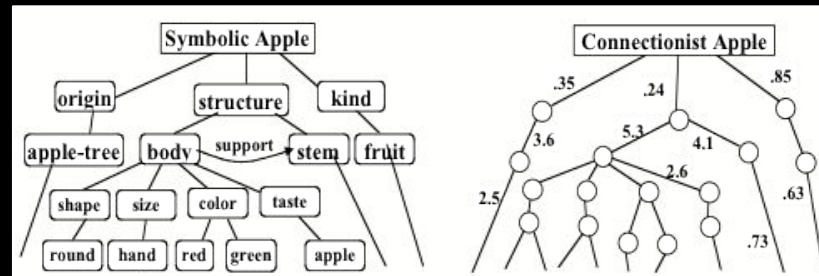 Symbolic Apple
origin structure kind
apple-tree body support stem fruit
shape size color taste
round hand red green apple
Connectionist Apple
.35 .24 .85
3.6 5.3 4.1
2.5 2.6 .63
.73